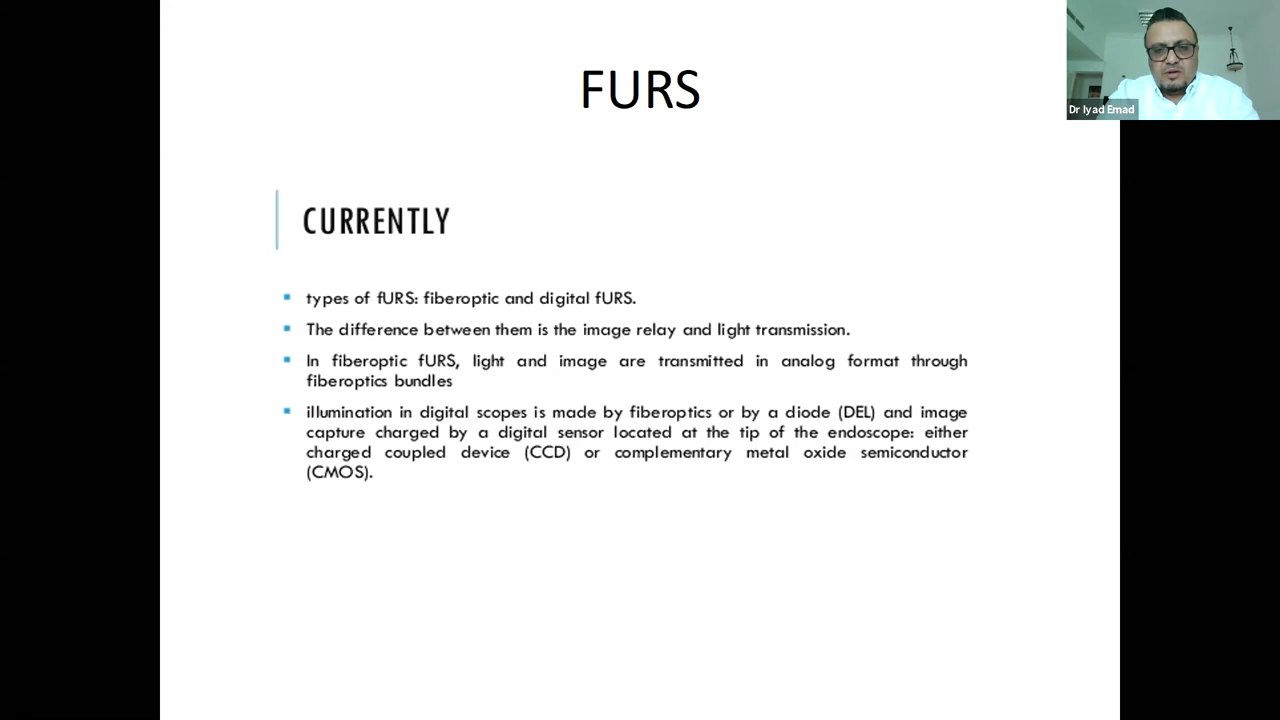 FURS
Dr Iyad Emad
CURRENTLY
types of fURS: fiberoptic and digital fURS.
The difference between them is the image relay and light transmission.
In fiberoptic fURS, light and image are transmitted in analog format through
fiberoptics bundles
illumination in digital scopes is made by fiberoptics or by a diode (DEL) and image
capture charged by a digital sensor located at the tip of the endoscope: either
charged coupled device (CCD) or complementary metal oxide semiconductor
(CMOS).